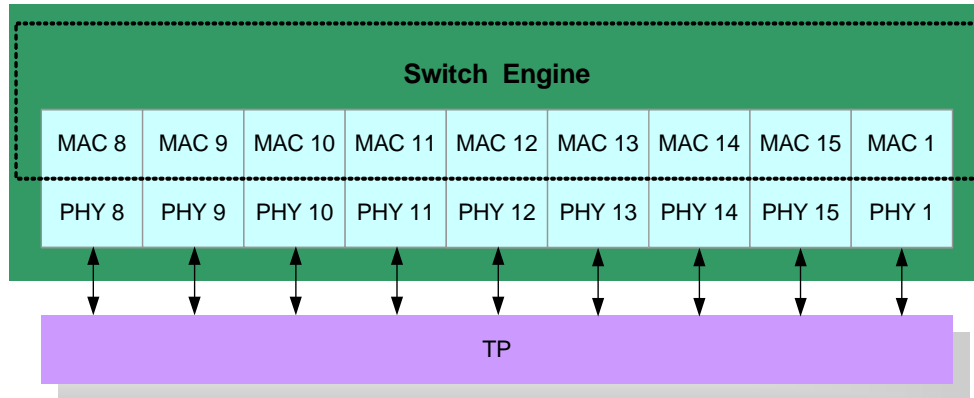 Switch Engine
MAC 8 MAC 9 MAC 10 MAC 11 MAC 12 MAC 13 MAC 14 MAC 15 MAC 1
PHY 8 PHY 9 PHY 10 PHY 11 PHY 12 PHY 13 PHY 14 PHY 15 PHY 1
TP